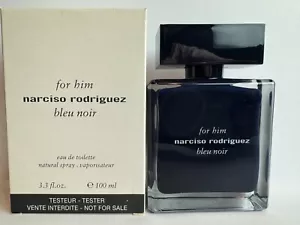 for him
narciso rodriguez
bleu noir
eau de toilette
natural spray . vaporisateur
3.3 fl.oz. ℮ 100 ml
TESTEUR - TESTER
VENTE INTERDITE - NOT FOR SALE
for him
narciso rodriguez
bleu noir